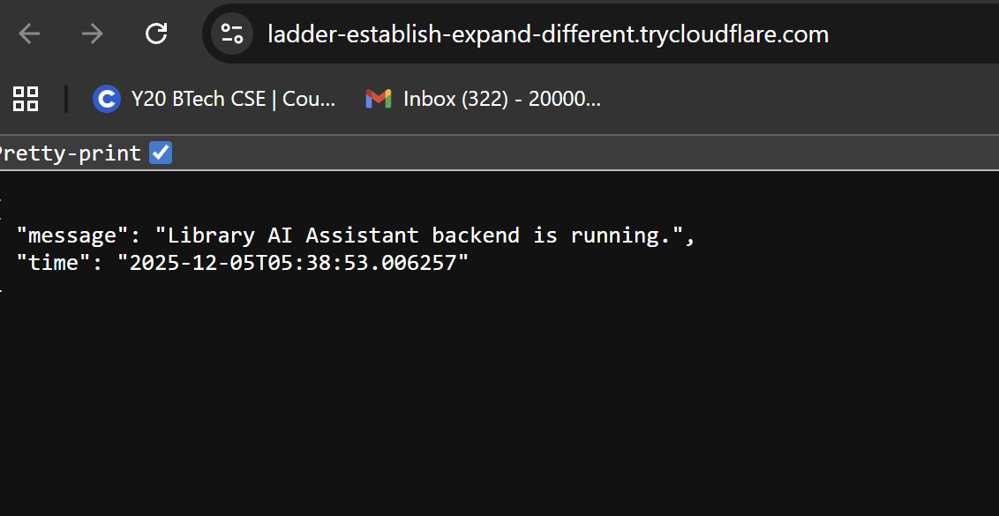 ladder-establish-expand-different.trycloudflare.com
Y20 BTech CSE | Cou... Inbox (322) - 20000...
Pretty-print
{
"message": "Library AI Assistant backend is running.",
"time": "2025-12-05T05:38:53.006257"
}